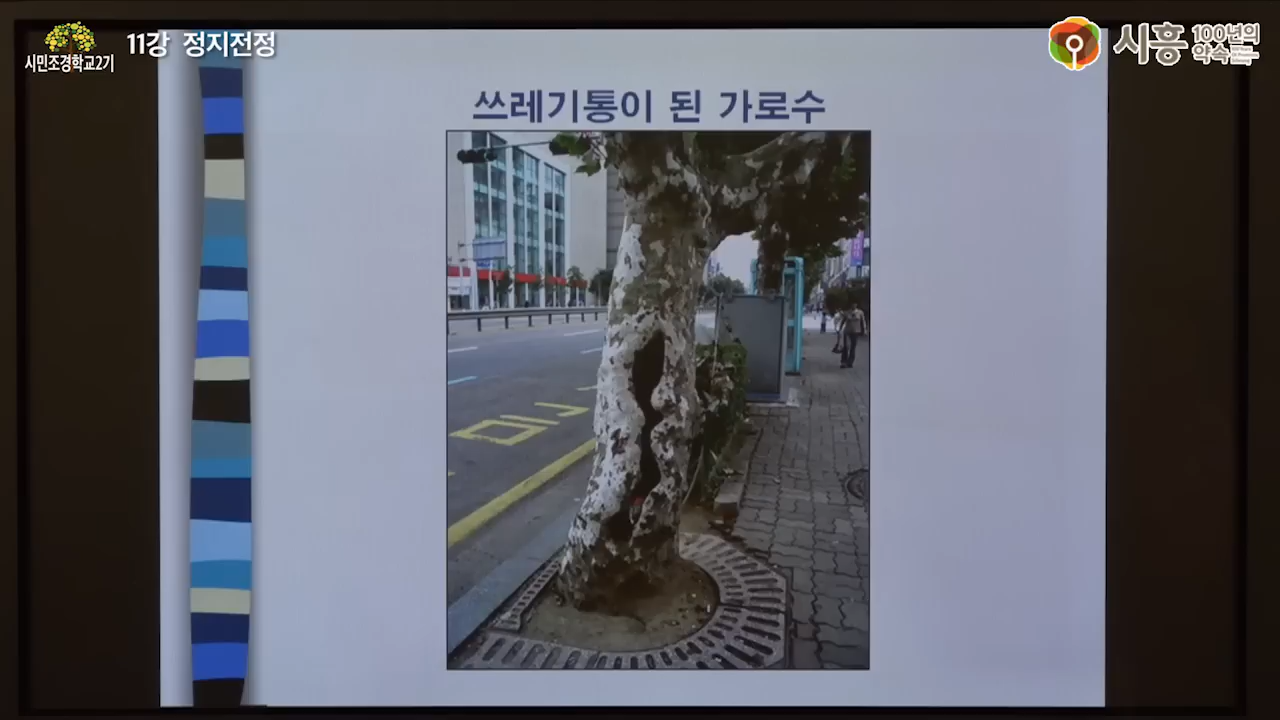 시민조경학교2기
11강 정지전정
시흥
100년의
약속
쓰레기통이 된 가로수